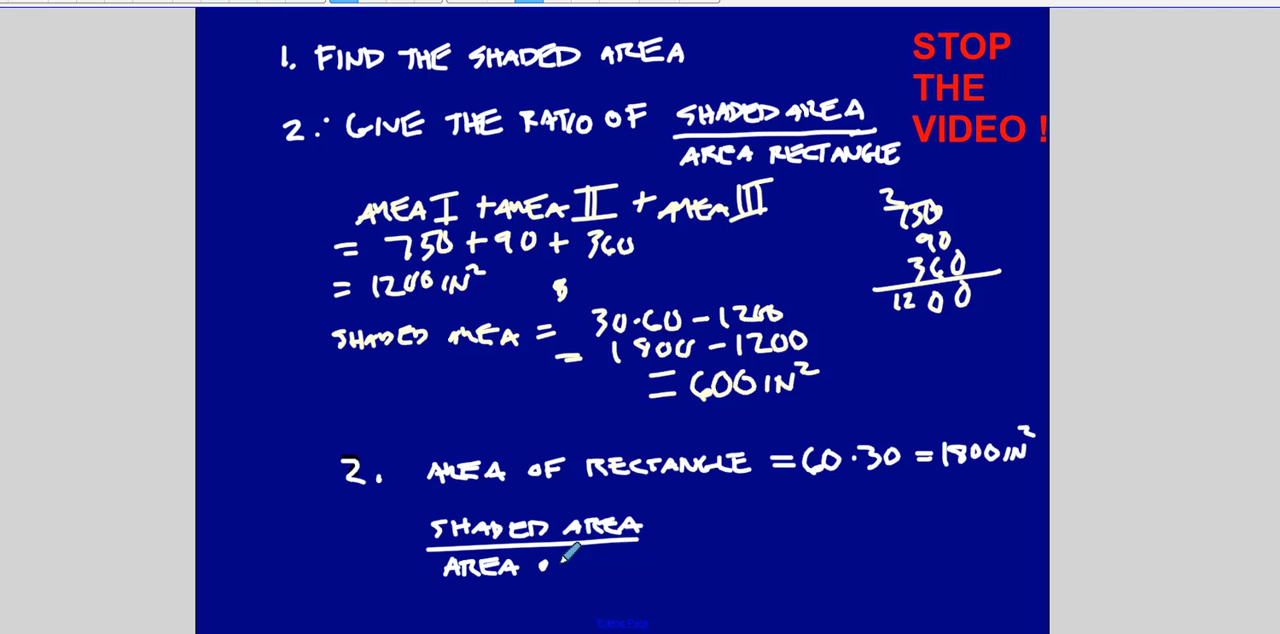 1. FIND THE SHADED AREA
STOP
THE
VIDEO !
2. GIVE THE RATIO OF SHADED AREA
AREA RECTANGLE
AREA I + AREA II + AREA III
= 750 + 90 + 360
= 1200 IN²
2
750
90
360
1200
SHADED AREA = 30·60 - 1200
= 1800 - 1200
= 600 IN²
2. AREA OF RECTANGLE = 60·30 = 1800 IN²
SHADED AREA
AREA